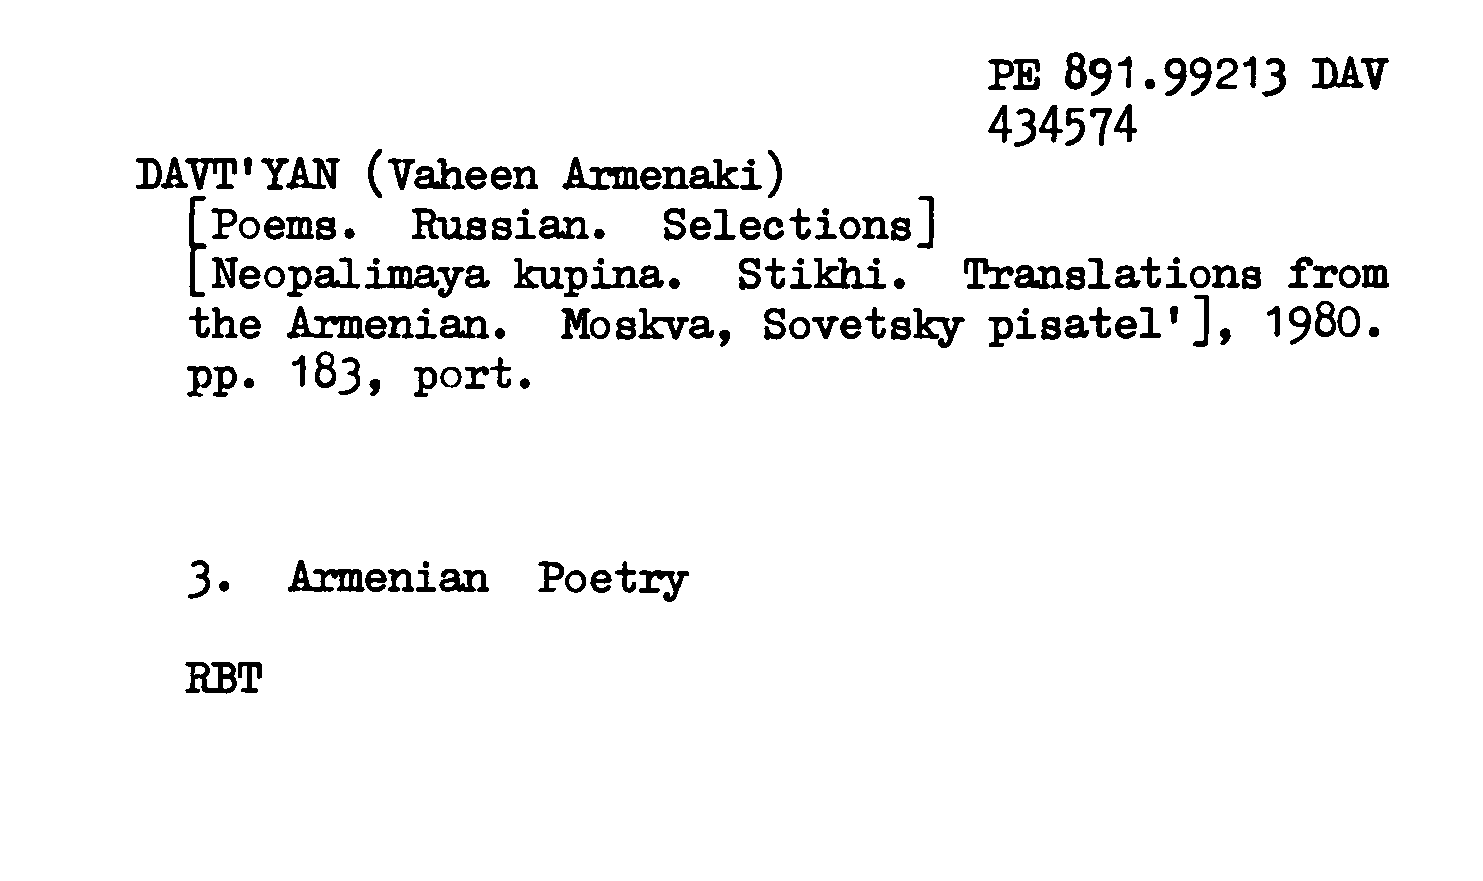 PE 891.99213 DAV
434574
DAVT'YAN (Vaheen Armenaki)
[Poems. Russian. Selections]
[Neopalimaya kupina. Stikhi. Translations from
the Armenian. Moskva, Sovetsky pisatel'], 1980.
pp. 183, port.
3. Armenian Poetry
RBT